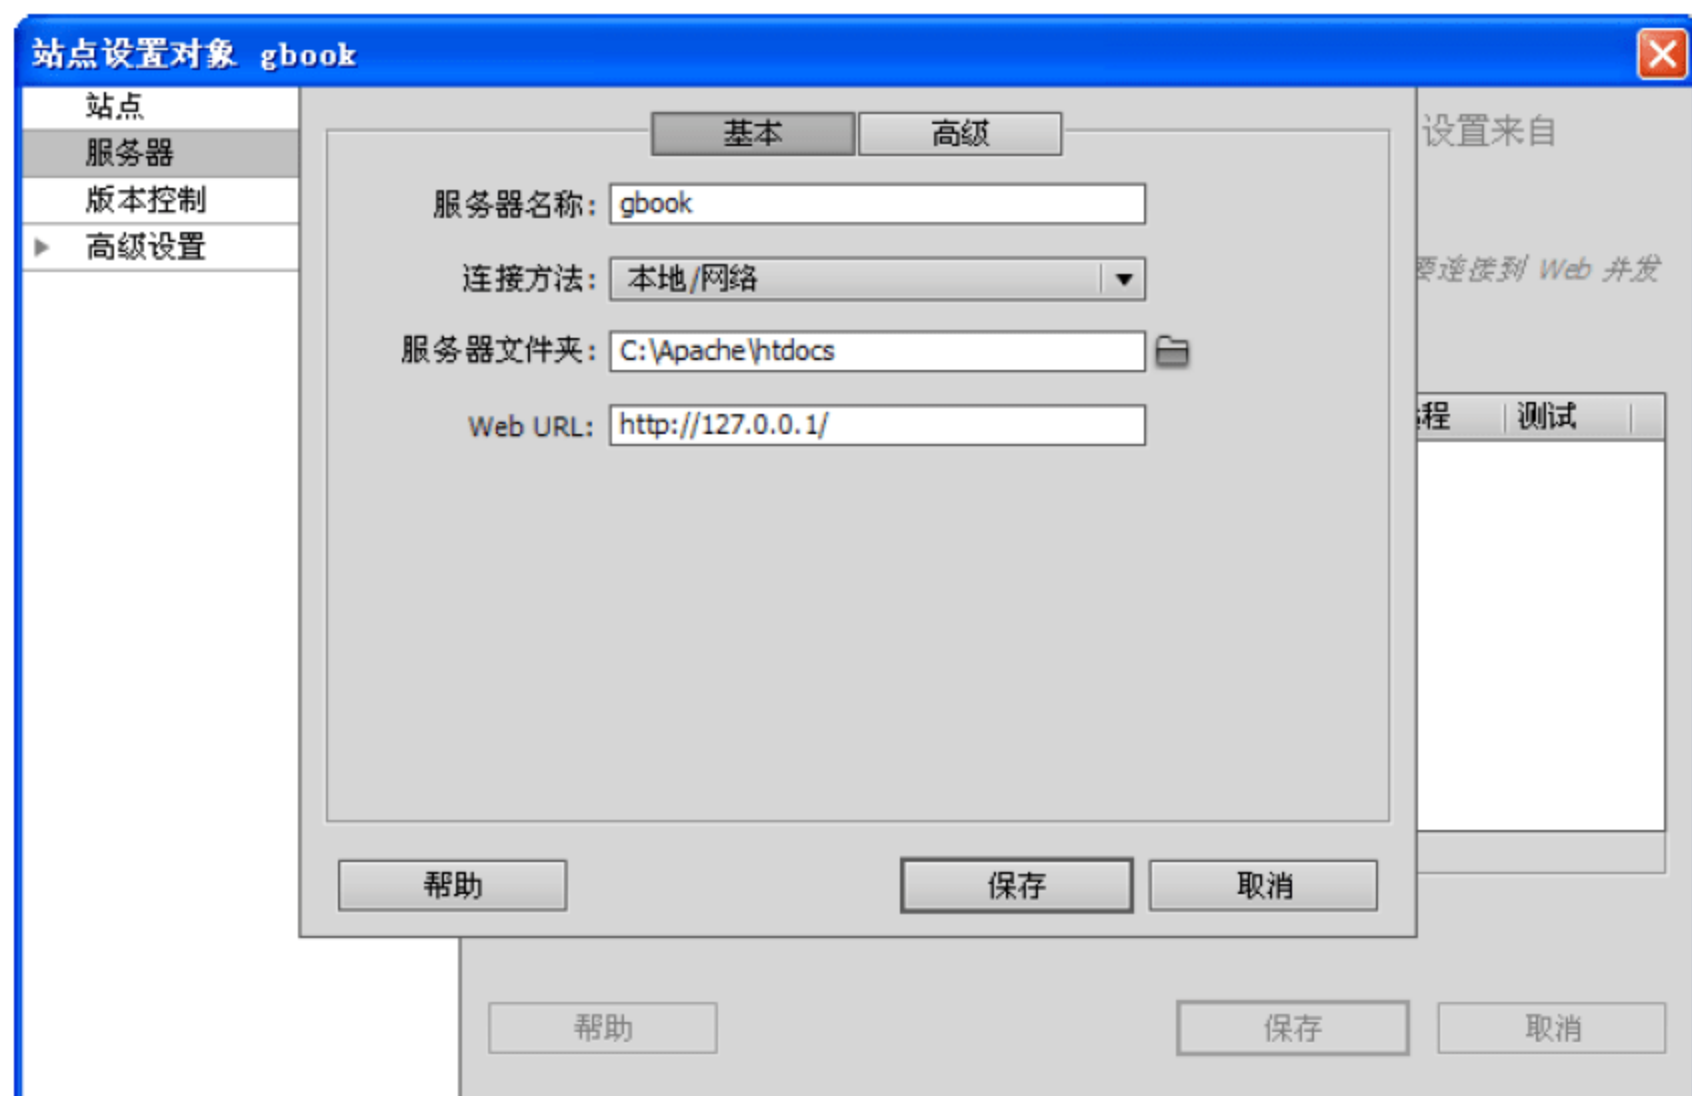 站点设置对象 gbook
站点
服务器
版本控制
高级设置
基本
高级
服务器名称:
gbook
连接方法:
本地/网络
服务器文件夹:
C:\Apache\htdocs
Web URL:
http://127.0.0.1/
帮助
保存
取消
设置来自
要连接到 Web 并发
程
测试
帮助
保存
取消